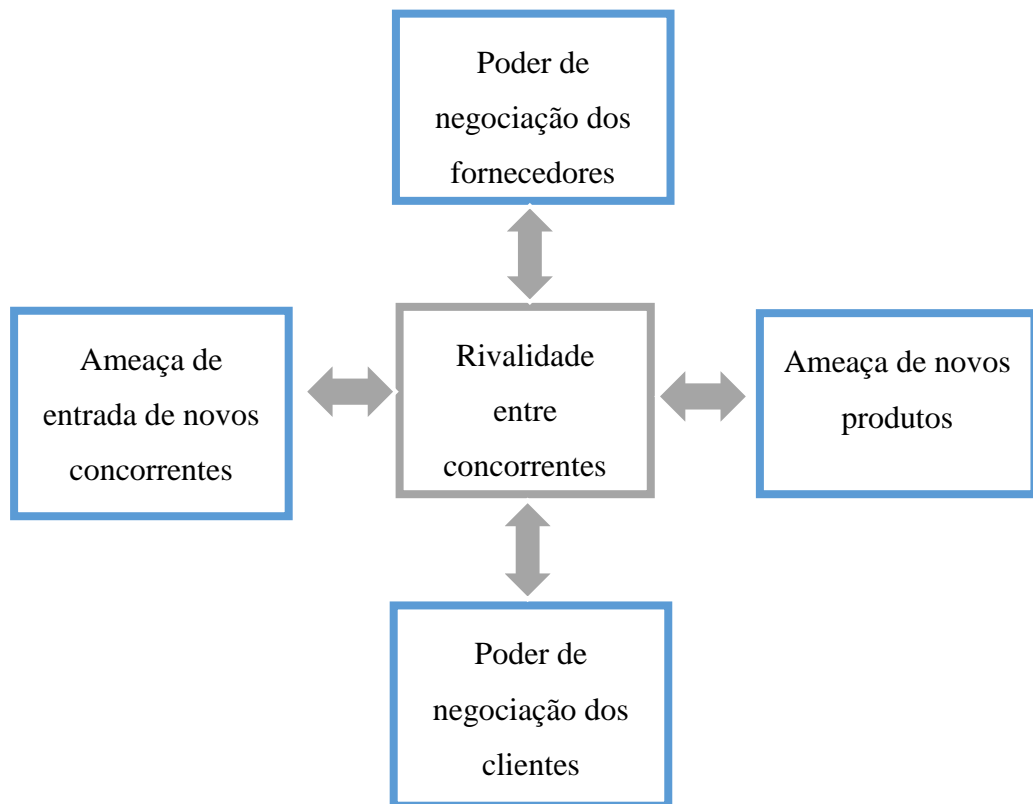 Poder de
negociação dos
fornecedores
Ameaça de
entrada de novos
concorrentes
Rivalidade
entre
concorrentes
Ameaça de novos
produtos
Poder de
negociação dos
clientes